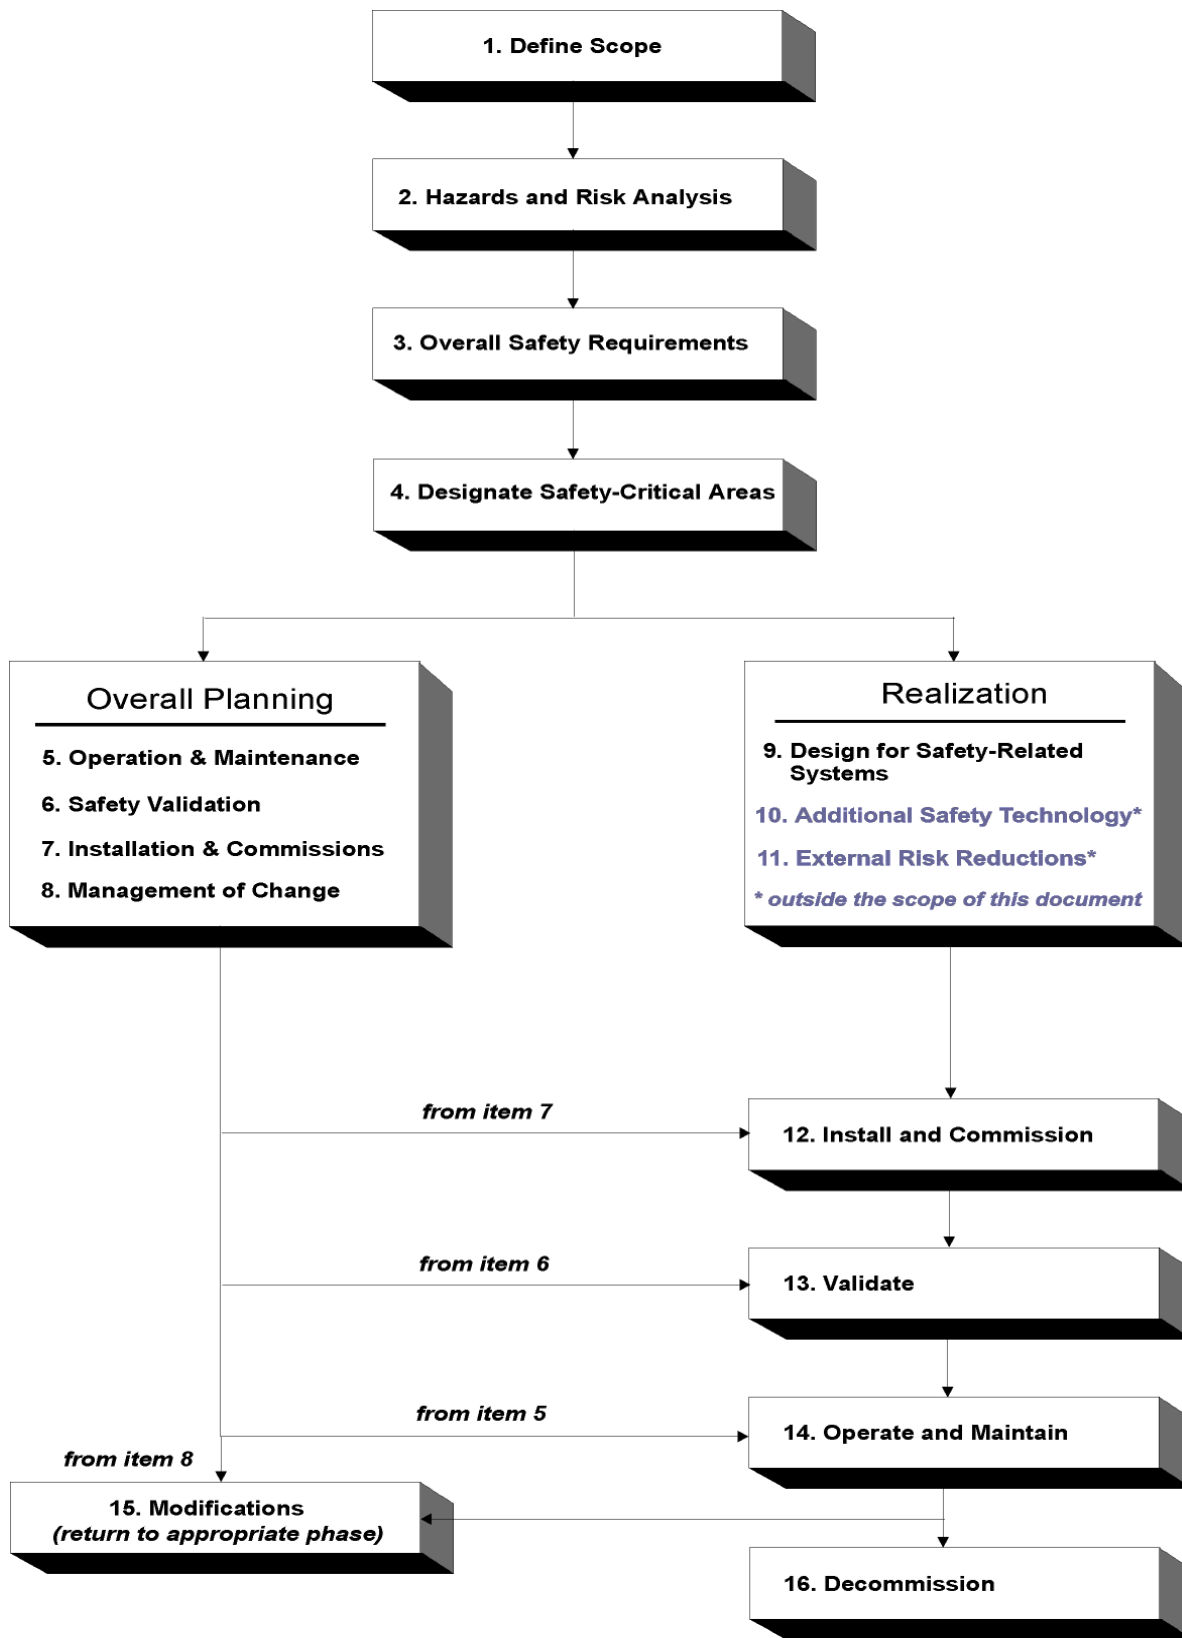 1. Define Scope
2. Hazards and Risk Analysis
3. Overall Safety Requirements
4. Designate Safety-Critical Areas
Overall Planning
5. Operation & Maintenance
6. Safety Validation
7. Installation & Commissions
8. Management of Change
Realization
9. Design for Safety-Related
Systems
10. Additional Safety Technology*
11. External Risk Reductions*
* outside the scope of this document
from item 7
12. Install and Commission
from item 6
13. Validate
from item 5
14. Operate and Maintain
from item 8
15. Modifications
(return to appropriate phase)
16. Decommission